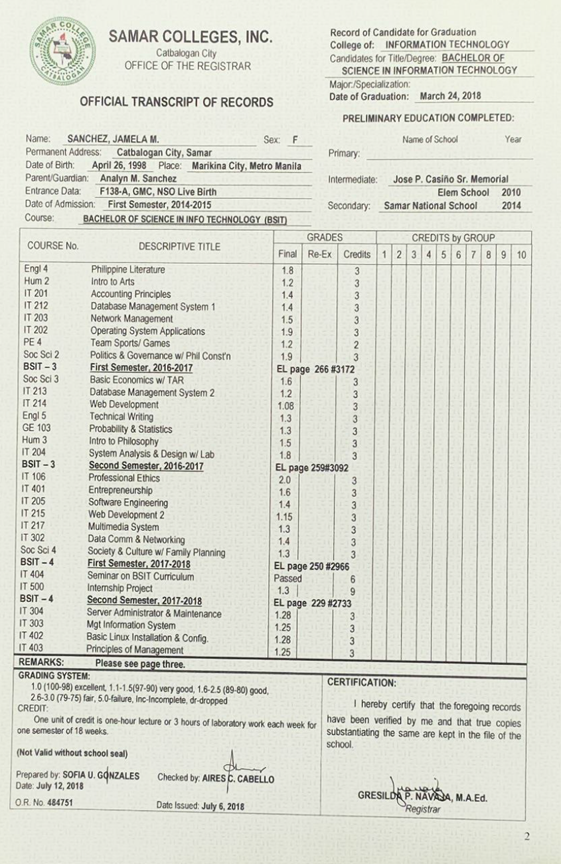 SAMAR COLLEGE
CATBALOGAN
SAMAR COLLEGES, INC.
Catbalogan City
OFFICE OF THE REGISTRAR
OFFICIAL TRANSCRIPT OF RECORDS
Record of Candidate for Graduation
College of: INFORMATION TECHNOLOGY
Candidates for Title/Degree: BACHELOR OF
SCIENCE IN INFORMATION TECHNOLOGY
Major:/Specialization:
Date of Graduation: March 24, 2018
PRELIMINARY EDUCATION COMPLETED:
Name: SANCHEZ, JAMELA M. Sex: F
Permanent Address: Catbalogan City, Samar
Date of Birth: April 26, 1998 Place: Marikina City, Metro Manila
Parent/Guardian: Analyn M. Sanchez
Entrance Data: F138-A, GMC, NSO Live Birth
Date of Admission: First Semester, 2014-2015
Course: BACHELOR OF SCIENCE IN INFO TECHNOLOGY (BSIT)
Name of School Year
Primary:
Intermediate: Jose P. Casiño Sr. Memorial
Elem School 2010
Secondary: Samar National School 2014
COURSE No. DESCRIPTIVE TITLE GRADES CREDITS by GROUP
Final Re-Ex Credits 1 2 3 4 5 6 7 8 9 10
Engl 4 Philippine Literature 1.8 3
Hum 2 Intro to Arts 1.2 3
IT 201 Accounting Principles 1.4 3
IT 212 Database Management System 1 1.4 3
IT 203 Network Management 1.5 3
IT 202 Operating System Applications 1.9 3
PE 4 Team Sports/ Games 1.2 2
Soc Sci 2 Politics & Governance w/ Phil Const'n 1.9 3
BSIT – 3 First Semester, 2016-2017 EL page 266 #3172
Soc Sci 3 Basic Economics w/ TAR 1.6 3
IT 213 Database Management System 2 1.2 3
IT 214 Web Development 1.08 3
Engl 5 Technical Writing 1.3 3
GE 103 Probability & Statistics 1.3 3
Hum 3 Intro to Philosophy 1.5 3
IT 204 System Analysis & Design w/ Lab 1.8 3
BSIT – 3 Second Semester, 2016-2017 EL page 259#3092
IT 106 Professional Ethics 2.0 3
IT 401 Entrepreneurship 1.6 3
IT 205 Software Engineering 1.4 3
IT 215 Web Development 2 1.15 3
IT 217 Multimedia System 1.3 3
IT 302 Data Comm & Networking 1.4 3
Soc Sci 4 Society & Culture w/ Family Planning 1.3 3
BSIT – 4 First Semester, 2017-2018 EL page 250 #2966
IT 404 Seminar on BSIT Curriculum Passed 6
IT 500 Internship Project 1.3 9
BSIT – 4 Second Semester, 2017-2018 EL page 229 #2733
IT 304 Server Administration & Maintenance 1.28 3
IT 303 Mgt Information System 1.25 3
IT 402 Basic Linux Installation & Config. 1.28 3
IT 403 Principles of Management 1.25 3
REMARKS: Please see page three.
GRADING SYSTEM:
1.0 (100-98) excellent, 1.1-1.5(97-90) very good, 1.6-2.5 (89-80) good,
2.6-3.0 (79-75) fair, 5.0-failure, Inc-Incomplete, dr-dropped
CREDIT:
One unit of credit is one-hour lecture or 3 hours of laboratory work each week for
one semester of 18 weeks.
(Not Valid without school seal)
Prepared by: SOFIA U. GONZALES Checked by: AIRES C. CABELLO
Date: July 12, 2018
O.R. No. 484751 Date Issued: July 6, 2018
CERTIFICATION:
I hereby certify that the foregoing records
have been verified by me and that true copies
substantiating the same are kept in the file of the
school.
GRESILDA P. NAVAJA, M.A.Ed.
Registrar
2